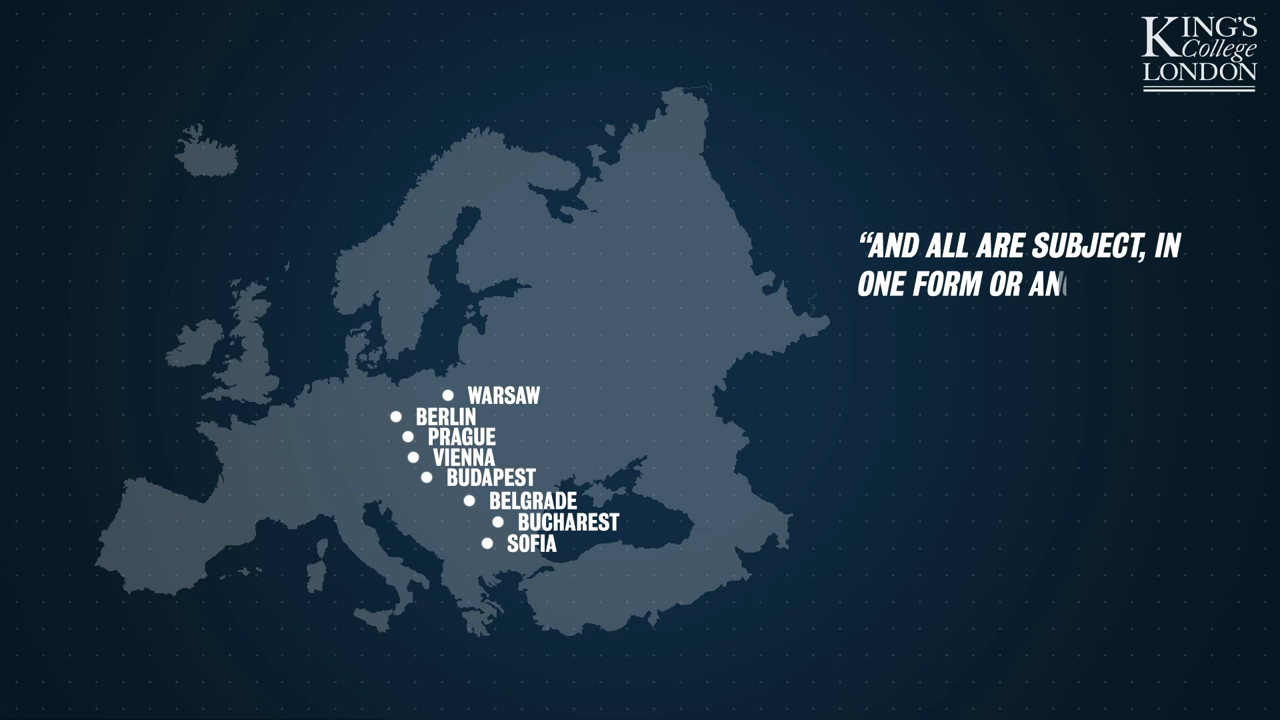 KING'S
College
LONDON
“AND ALL ARE SUBJECT, IN
ONE FORM OR AN
WARSAW
BERLIN
PRAGUE
VIENNA
BUDAPEST
BELGRADE
BUCHAREST
SOFIA